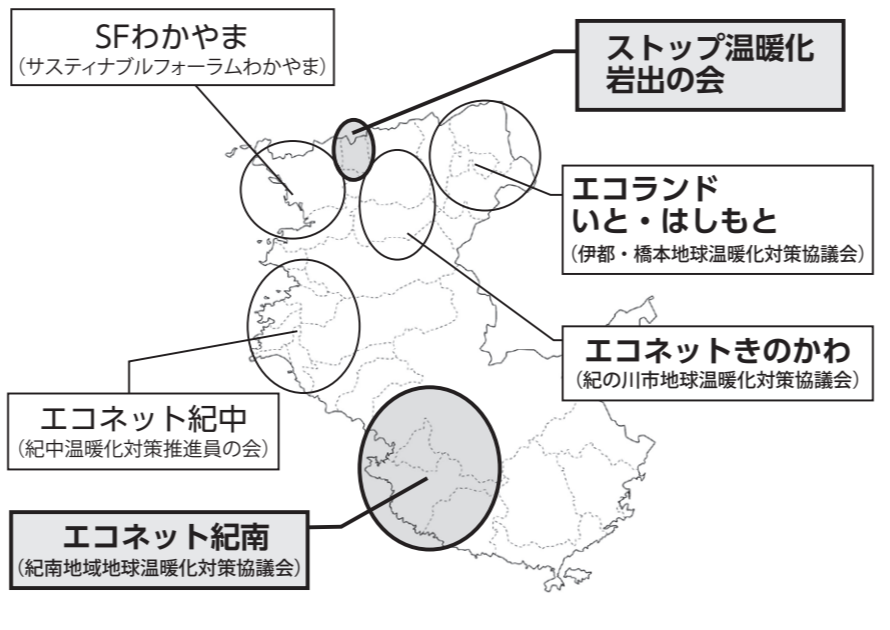 SFわかやま
（サスティナブルフォーラムわかやま）
ストップ温暖化
岩出の会
エコランド
いと・はしもと
（伊都・橋本地球温暖化対策協議会）
エコネットきのかわ
（紀の川市地球温暖化対策協議会）
エコネット紀中
（紀中温暖化対策推進員の会）
エコネット紀南
（紀南地域地球温暖化対策協議会）